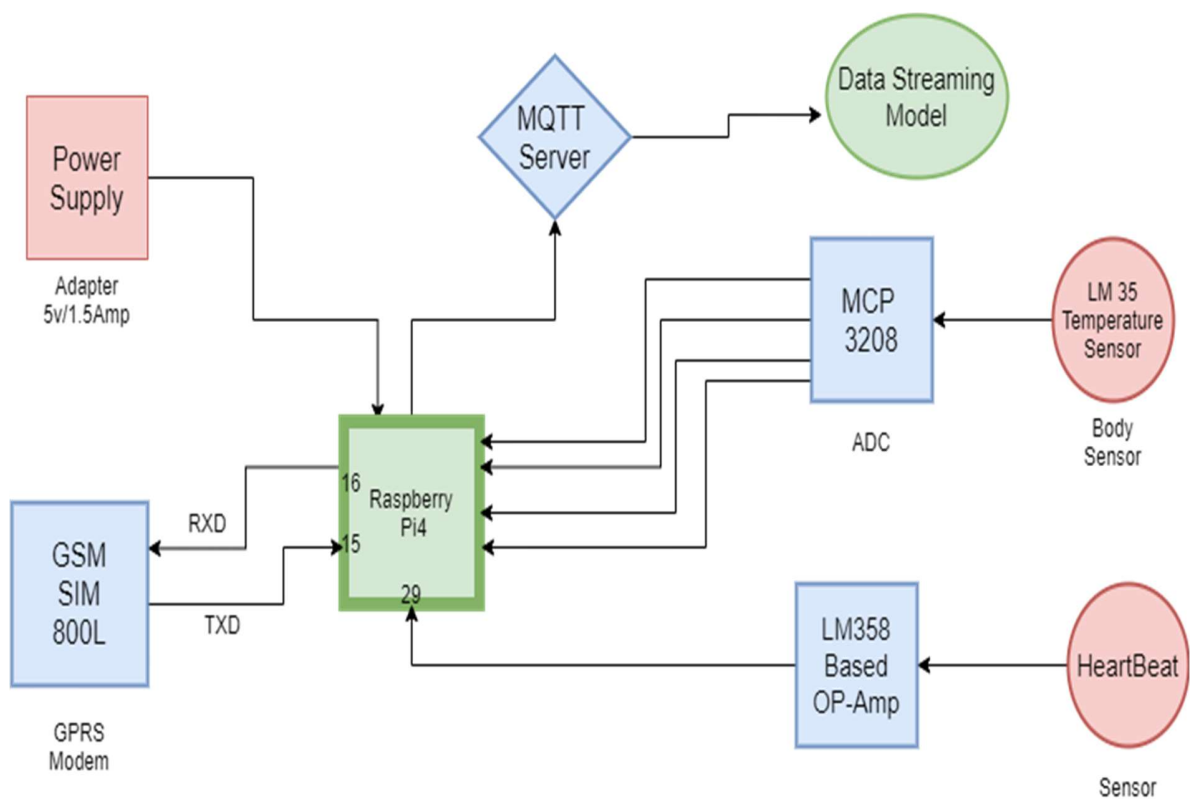 Data Streaming
Model
MQTT
Server
Power
Supply
Adapter
5v/1.5Amp
MCP
3208
ADC
LM 35
Temperature
Sensor
Body
Sensor
16
15
29
Raspberry
Pi4
RXD
TXD
GSM
SIM
800L
GPRS
Modem
LM358
Based
OP-Amp
HeartBeat
Sensor